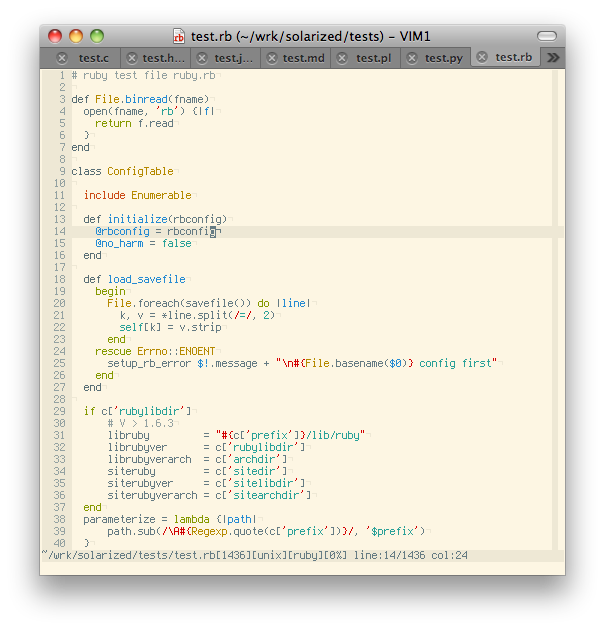 test.rb (~/wrk/solarized/tests) – VIM1
test.c test.h... test.j... test.md test.pl test.py test.rb
1 # ruby test file ruby.rb
2
3 def File.binread(fname)
4   open(fname, 'rb') {|f|
5     return f.read
6   }
7 end
8
9 class ConfigTable
10
11   include Enumerable
12
13   def initialize(rbconfig)
14     @rbconfig = rbconfig
15     @no_harm = false
16   end
17
18   def load_savefile
19     begin
20       File.foreach(savefile()) do |line|
21         k, v = *line.split(/=/, 2)
22         self[k] = v.strip
23       end
24     rescue Errno::ENOENT
25       setup_rb_error $!.message + "\n#{File.basename($0)} config first"
26     end
27   end
28
29   if c['rubylibdir']
30       # V > 1.6.3
31       libruby         = "#{c['prefix']}/lib/ruby"
32       librubyver      = c['rubylibdir']
33       librubyverarch  = c['archdir']
34       siteruby        = c['sitedir']
35       siterubyver     = c['sitelibdir']
36       siterubyverarch = c['sitearchdir']
37   end
38   parameterize = lambda {|path|
39       path.sub(/\A#{Regexp.quote(c['prefix'])}/, '$prefix')
40   }
~/wrk/solarized/tests/test.rb[1436][unix][ruby][0%] line:14/1436 col:24